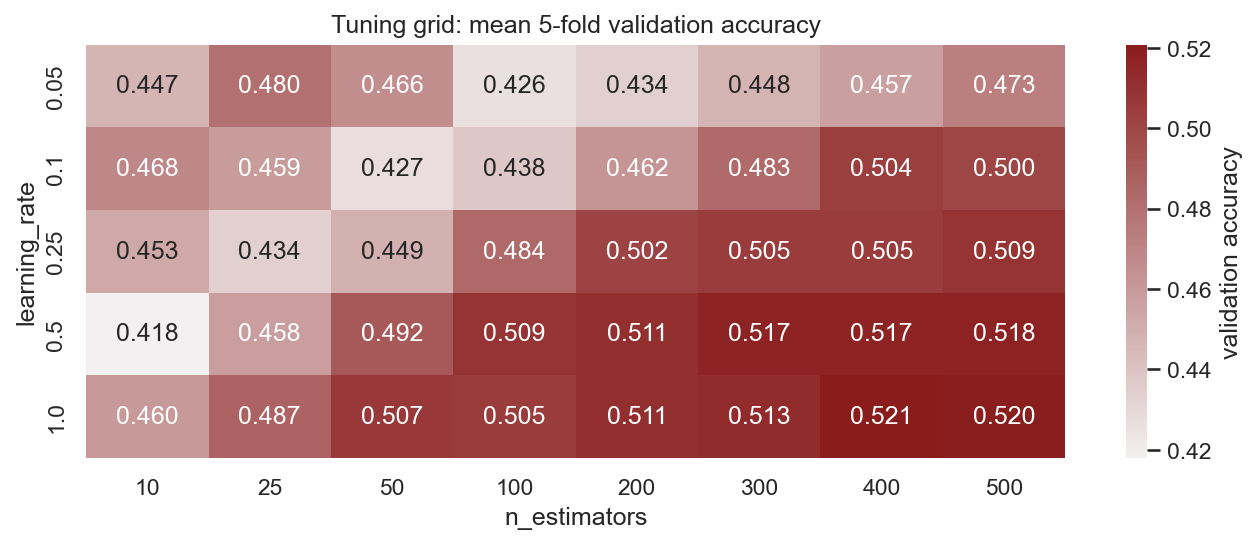 Tuning grid: mean 5-fold validation accuracy
learning_rate
0.05 0.447 0.480 0.466 0.426 0.434 0.448 0.457 0.473
0.1 0.468 0.459 0.427 0.438 0.462 0.483 0.504 0.500
0.25 0.453 0.434 0.449 0.484 0.502 0.505 0.505 0.509
0.5 0.418 0.458 0.492 0.509 0.511 0.517 0.517 0.518
1.0 0.460 0.487 0.507 0.505 0.511 0.513 0.521 0.520
10 25 50 100 200 300 400 500
n_estimators
0.52
0.50
0.48
0.46
0.44
0.42
validation accuracy